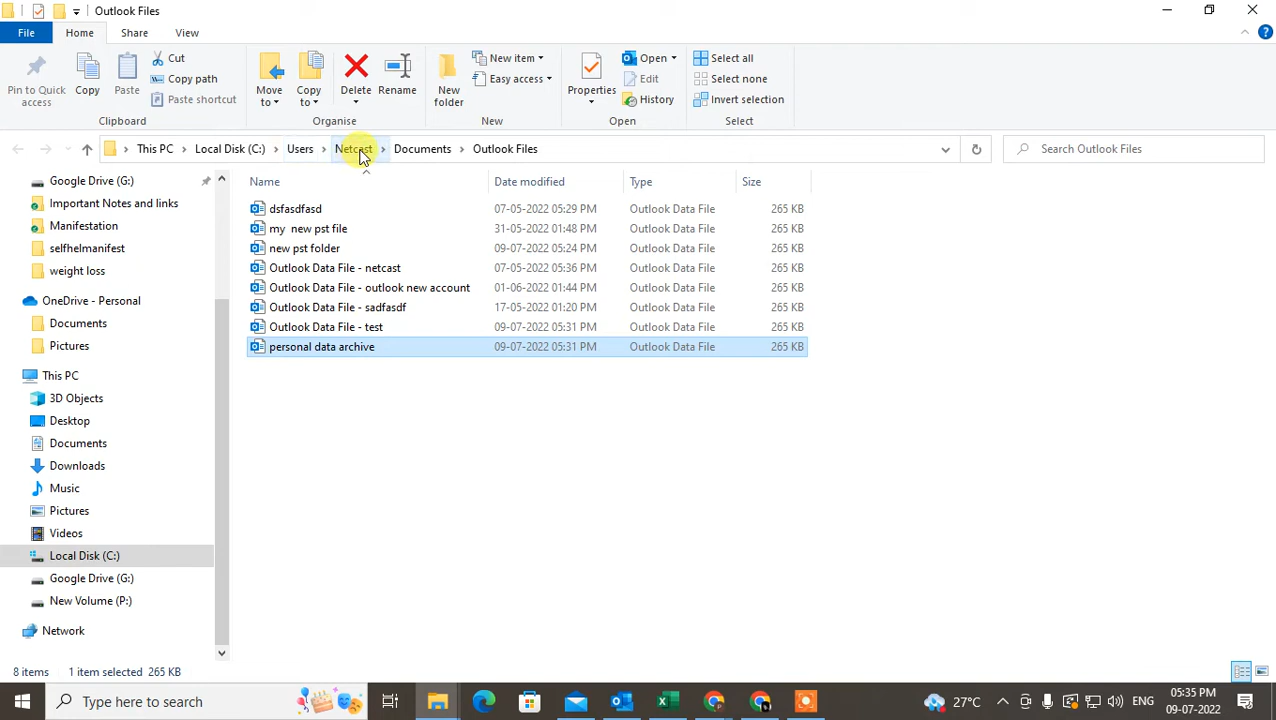 Outlook Files
File Home Share View
Pin to Quick access
Copy
Paste
Cut
Copy path
Paste shortcut
Clipboard
Move to
Copy to
Delete
Rename
Organise
New folder
New item
Easy access
New
Properties
Open
Edit
History
Open
Select all
Select none
Invert selection
Select
This PC Local Disk (C:) Users Netcast Documents Outlook Files
Search Outlook Files
Google Drive (G:)
Important Notes and links
Manifestation
selfhelmanifest
weight loss
OneDrive - Personal
Documents
Pictures
This PC
3D Objects
Desktop
Documents
Downloads
Music
Pictures
Videos
Local Disk (C:)
Google Drive (G:)
New Volume (P:)
Network
Name Date modified Type Size
dsfasdfasd 07-05-2022 05:29 PM Outlook Data File 265 KB
my new pst file 31-05-2022 01:48 PM Outlook Data File 265 KB
new pst folder 09-07-2022 05:24 PM Outlook Data File 265 KB
Outlook Data File - netcast 07-05-2022 05:36 PM Outlook Data File 265 KB
Outlook Data File - outlook new account 01-06-2022 01:44 PM Outlook Data File 265 KB
Outlook Data File - sadfasdf 17-05-2022 01:20 PM Outlook Data File 265 KB
Outlook Data File - test 09-07-2022 05:31 PM Outlook Data File 265 KB
personal data archive 09-07-2022 05:31 PM Outlook Data File 265 KB
8 items 1 item selected 265 KB
Type here to search
27°C
ENG
05:35 PM
09-07-2022